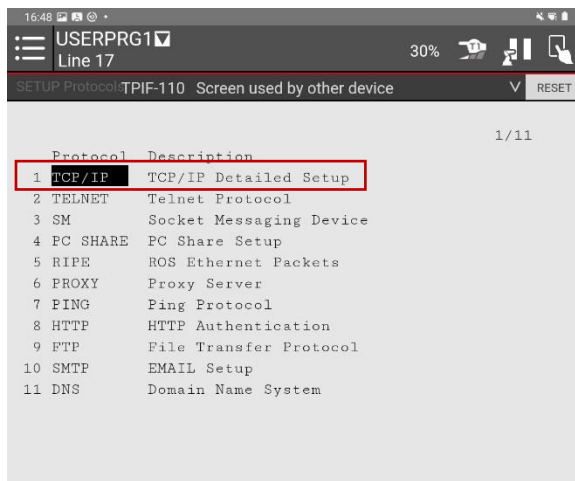 16:48
USERPRG1
Line 17
30%
T1
SETUP Protocols TPIF-110 Screen used by other device
RESET
1/11
Protocol Description
1 TCP/IP TCP/IP Detailed Setup
2 TELNET Telnet Protocol
3 SM Socket Messaging Device
4 PC SHARE PC Share Setup
5 RIPE ROS Ethernet Packets
6 PROXY Proxy Server
7 PING Ping Protocol
8 HTTP HTTP Authentication
9 FTP File Transfer Protocol
10 SMTP EMAIL Setup
11 DNS Domain Name System